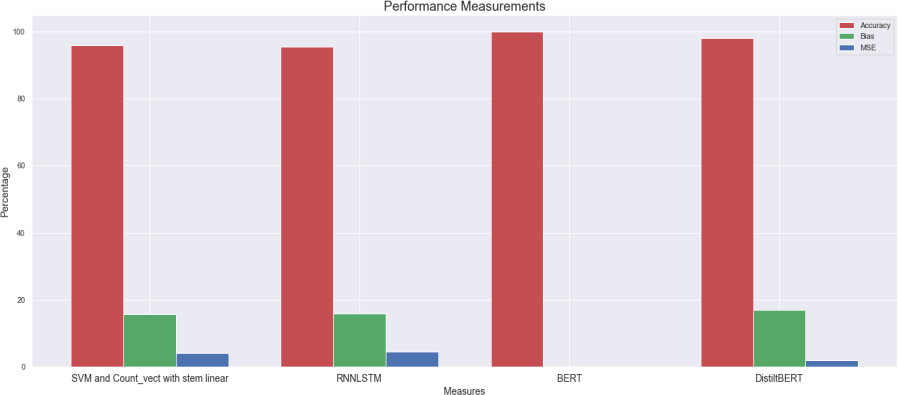 Performance Measurements
Accuracy
Bias
MSE
100
80
60
40
20
0
Percentage
SVM and Count_vect with stem linear
RNNLSTM
BERT
DistiltBERT
Measures